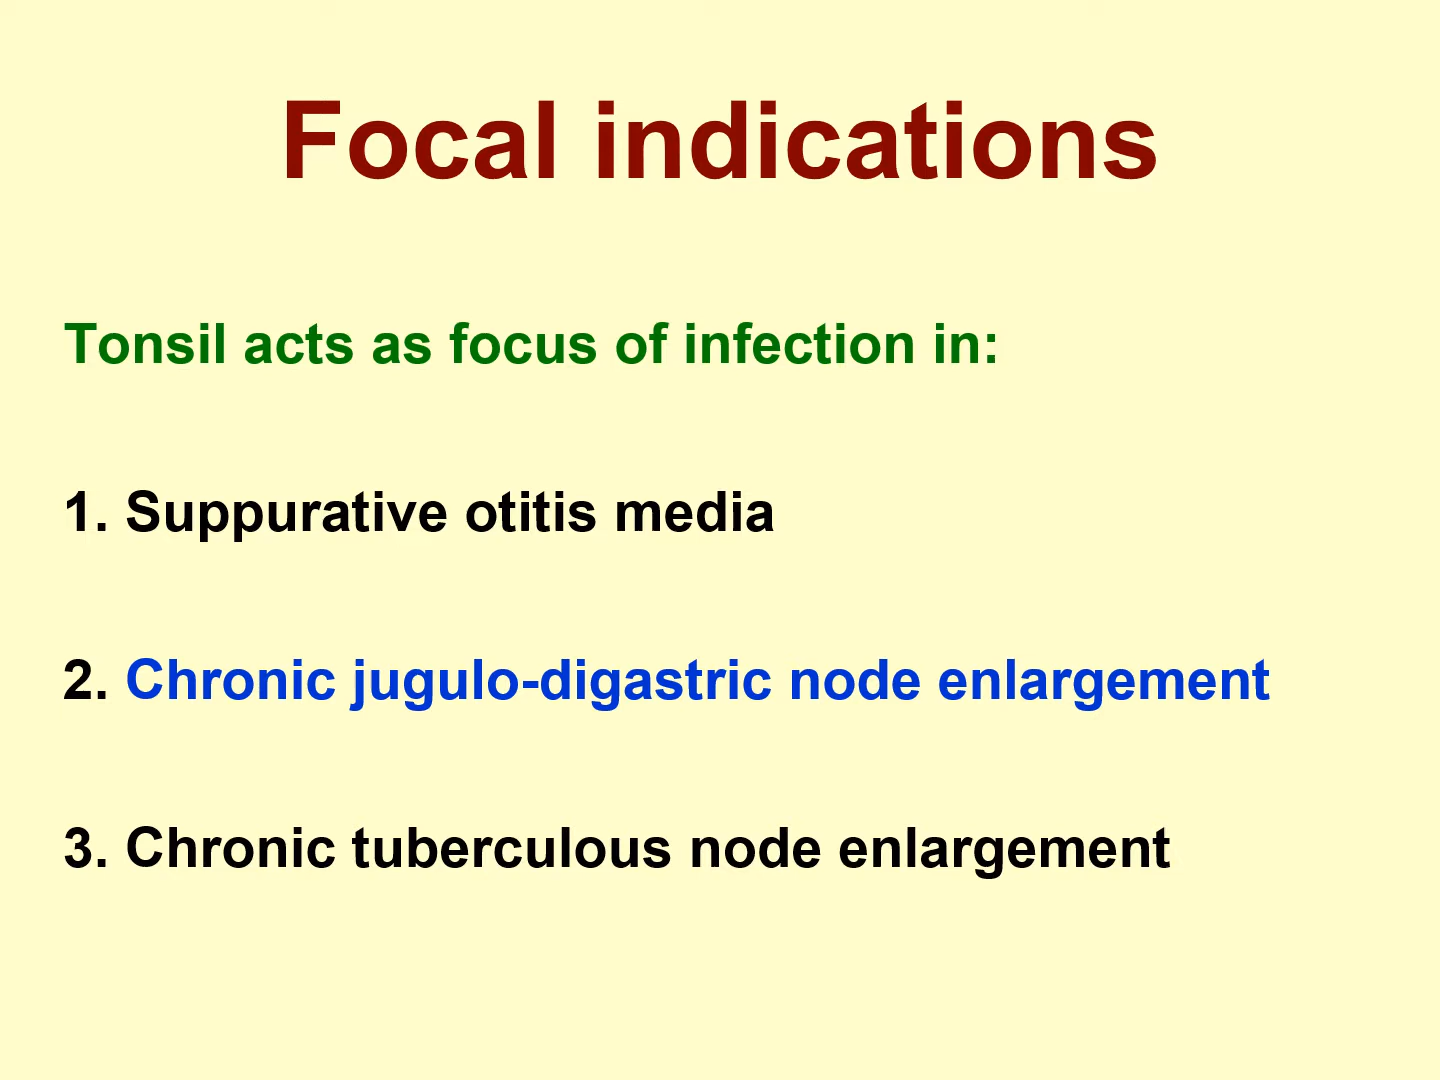 Focal indications
Tonsil acts as focus of infection in:
1. Suppurative otitis media
2. Chronic jugulo-digastric node enlargement
3. Chronic tuberculous node enlargement